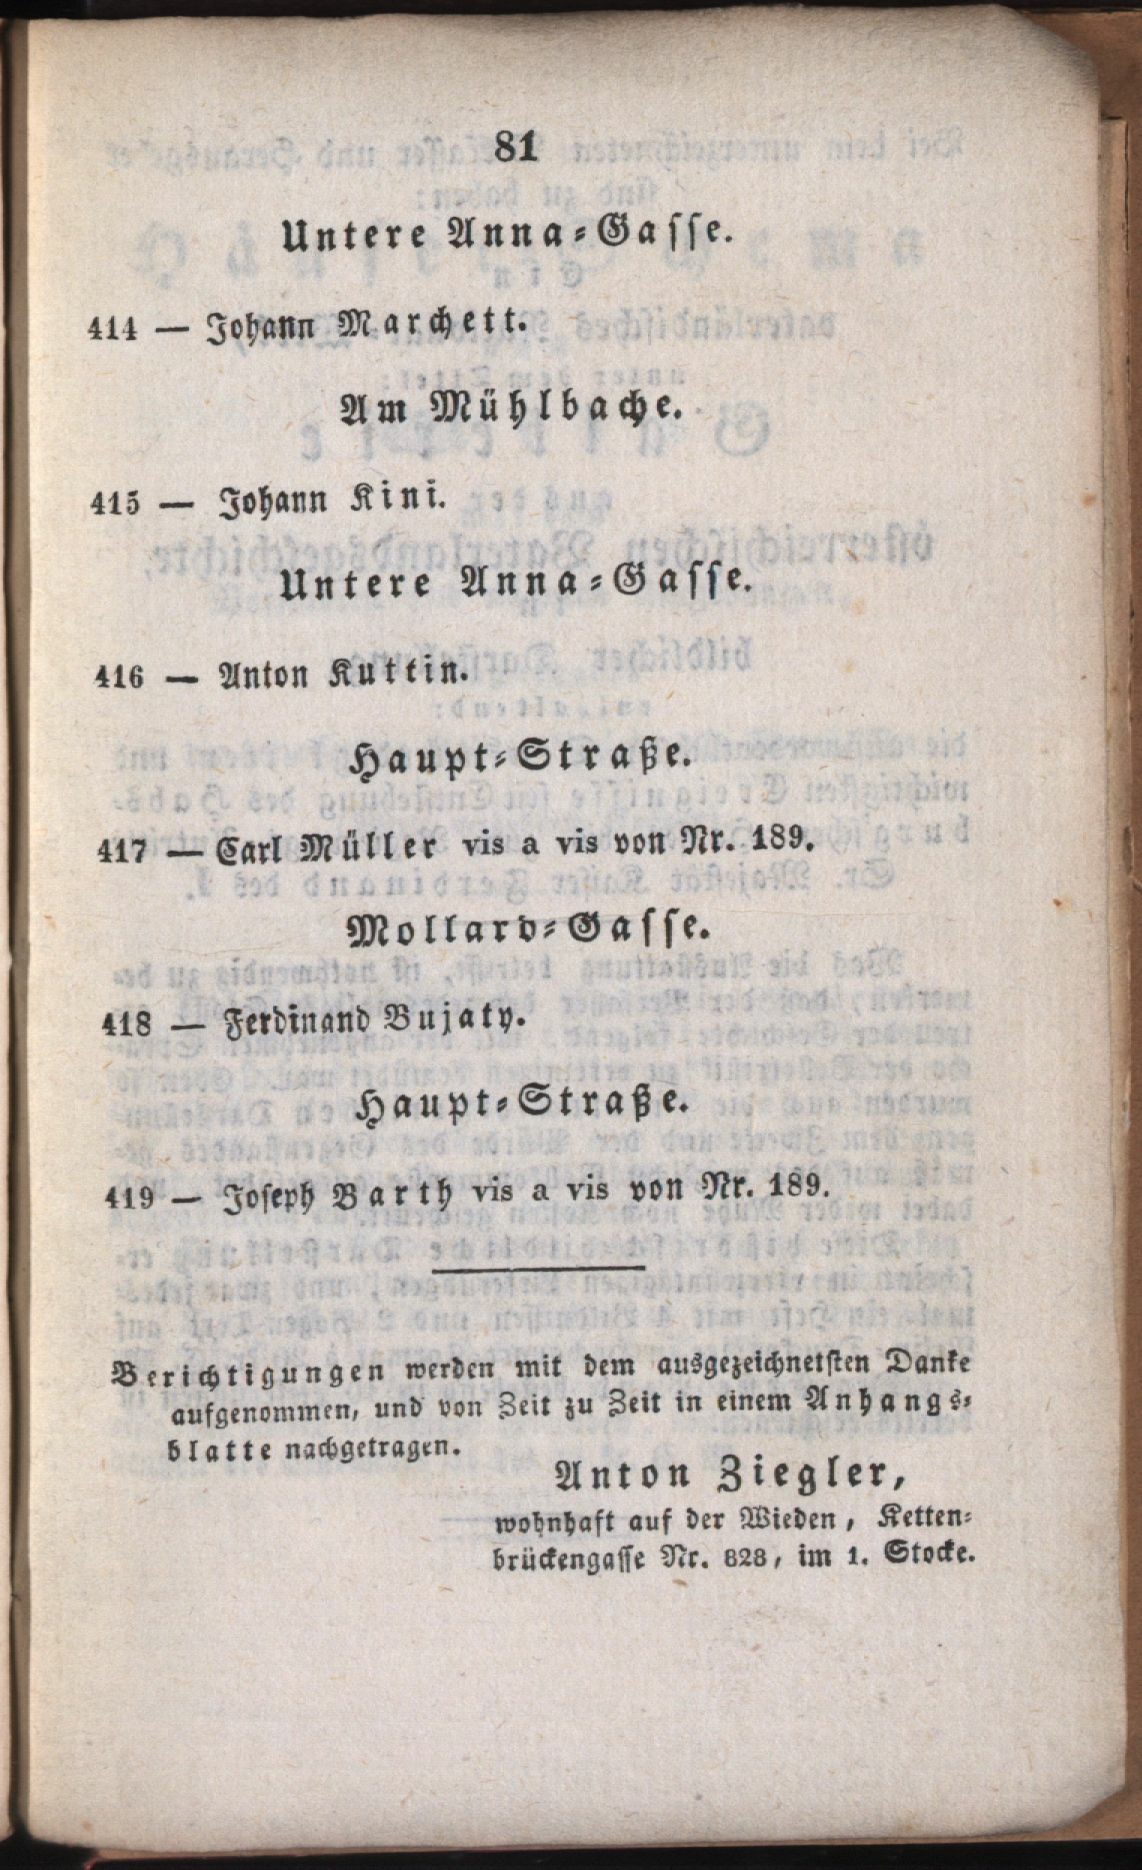 81
Untere Anna-Gasse.
414 — Johann Marchett.
Am Mühlbache.
415 — Johann Kini.
Untere Anna-Gasse.
416 — Anton Kuttin.
Haupt-Straße.
417 — Carl Müller vis a vis von Nr. 189.
Mollard-Gasse.
418 — Ferdinand Bujaty.
Haupt-Straße.
419 — Joseph Barth vis a vis von Nr. 189.
Berichtigungen werden mit dem ausgezeichnetsten Danke
aufgenommen, und von Zeit zu Zeit in einem Anhangs-
blatte nachgetragen.
Anton Ziegler,
wohnhaft auf der Wieden, Ketten-
brückengasse Nr. 828, im 1. Stocke.